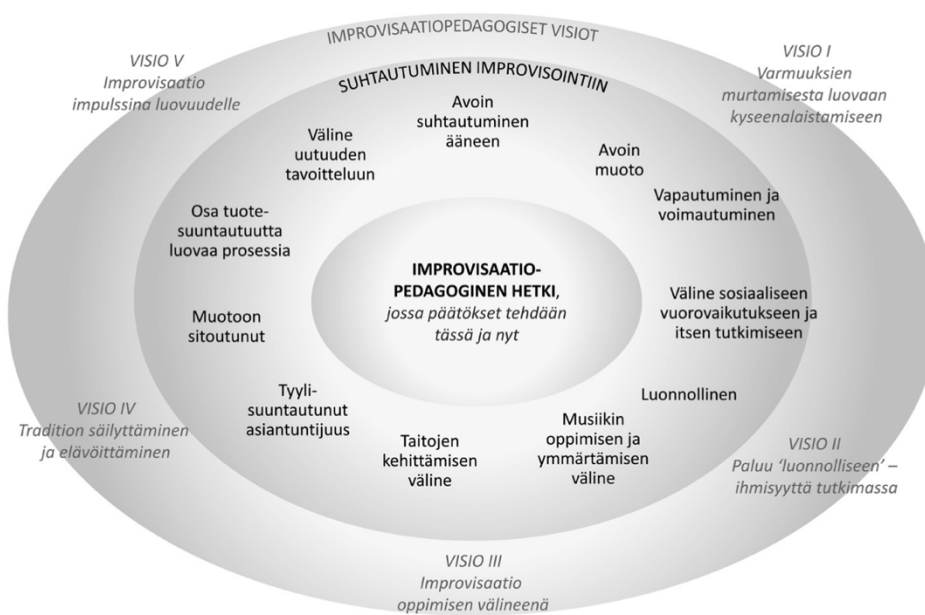 IMPROVISAATIOPEDAGOGISET VISIOT
VISIO V
Improvisaatio
impulssina luovuudelle
VISIO I
Varmuuksien
murtamisesta luovaan
kyseenalaistamiseen
SUHTAUTUMINEN IMPROVISOINTIIN
Avoin
suhtautuminen
ääneen
Väline
uutuuden
tavoitteluun
Avoin
muoto
Vapautuminen ja
voimautuminen
Osa tuote-
suuntautuutta
luovaa prosessia
IMPROVISAATIO-
PEDAGOGINEN HETKI,
jossa päätökset tehdään
tässä ja nyt
Väline sosiaaliseen
vuorovaikutukseen ja
itsen tutkimiseen
Muotoon
sitoutunut
Luonnollinen
Tyyli-
suuntautunut
asiantuntijuus
Taitojen
kehittämisen
väline
Musiikin
oppimisen ja
ymmärtämisen
väline
VISIO IV
Tradition säilyttäminen
ja elävöittäminen
VISIO II
Paluu ‘luonnolliseen’ –
ihmisyyttä tutkimassa
VISIO III
Improvisaatio
oppimisen välineenä